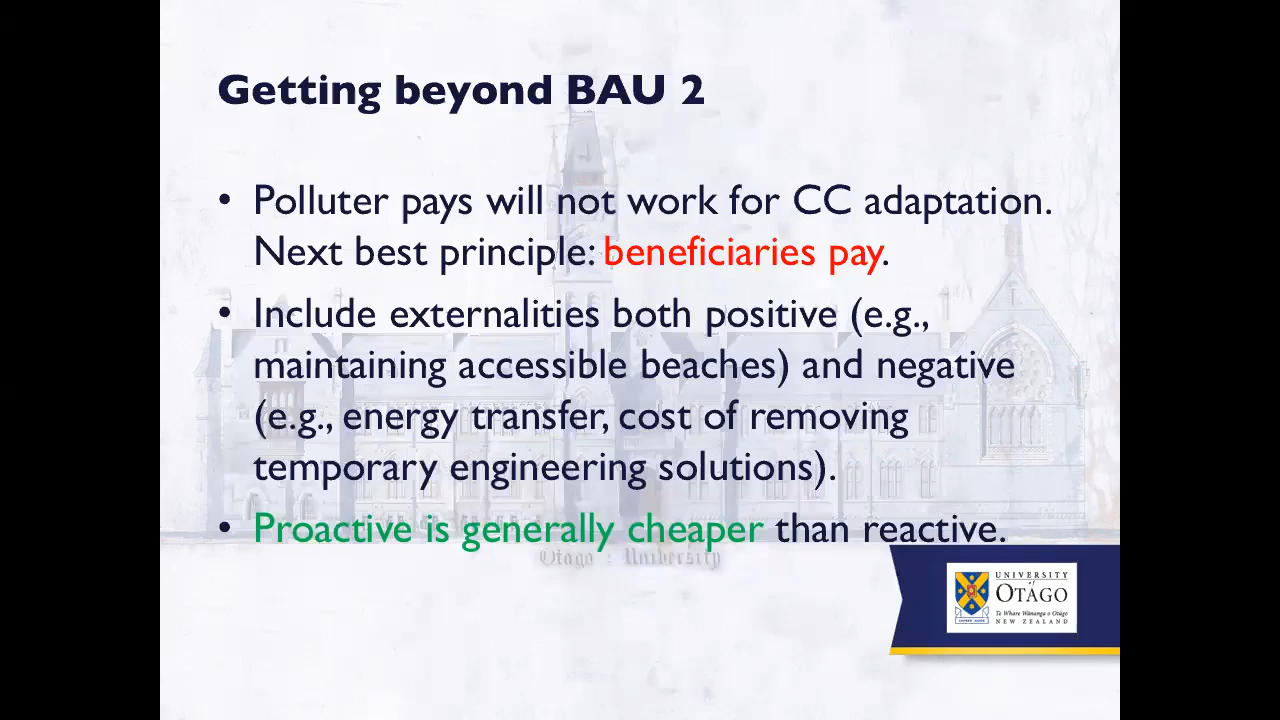 Getting beyond BAU 2
• Polluter pays will not work for CC adaptation.
Next best principle: beneficiaries pay.
• Include externalities both positive (e.g.,
maintaining accessible beaches) and negative
(e.g., energy transfer, cost of removing
temporary engineering solutions).
• Proactive is generally cheaper than reactive.
Otago : University
UNIVERSITY
of
OTAGO
Te Whare Wānanga o Otāgo
NEW ZEALAND